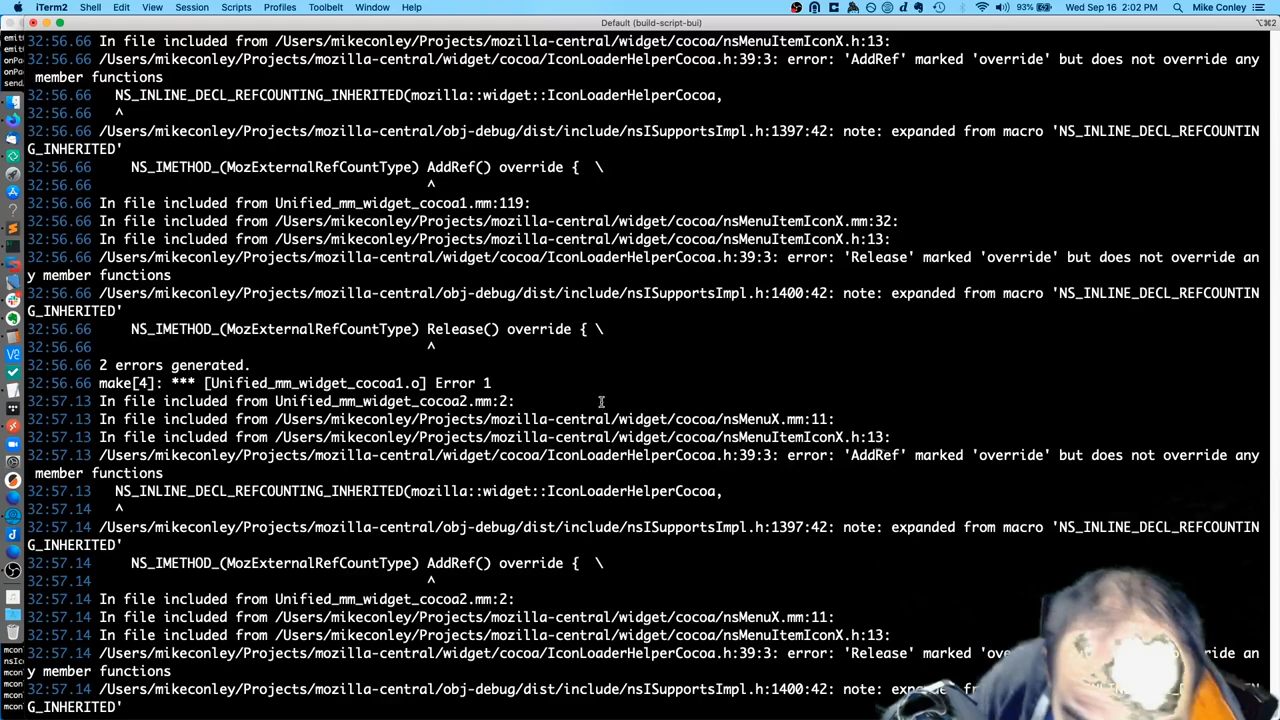 iTerm2 Shell Edit View Session Scripts Profiles Toolbelt Window Help 93% Wed Sep 16 2:02 PM Mike Conley
Default (build-script-bui) ⌥⌘2
32:56.66 In file included from /Users/mikeconley/Projects/mozilla-central/widget/cocoa/nsMenuItemIconX.h:13:
32:56.66 /Users/mikeconley/Projects/mozilla-central/widget/cocoa/IconLoaderHelperCocoa.h:39:3: error: 'AddRef' marked 'override' but does not override any
member functions
32:56.66 NS_INLINE_DECL_REFCOUNTING_INHERITED(mozilla::widget::IconLoaderHelperCocoa,
32:56.66 ^
32:56.66 /Users/mikeconley/Projects/mozilla-central/obj-debug/dist/include/nsISupportsImpl.h:1397:42: note: expanded from macro 'NS_INLINE_DECL_REFCOUNTIN
G_INHERITED'
32:56.66 NS_IMETHOD_(MozExternalRefCountType) AddRef() override { \
32:56.66 ^
32:56.66 In file included from Unified_mm_widget_cocoa1.mm:119:
32:56.66 In file included from /Users/mikeconley/Projects/mozilla-central/widget/cocoa/nsMenuItemIconX.mm:32:
32:56.66 In file included from /Users/mikeconley/Projects/mozilla-central/widget/cocoa/nsMenuItemIconX.h:13:
32:56.66 /Users/mikeconley/Projects/mozilla-central/widget/cocoa/IconLoaderHelperCocoa.h:39:3: error: 'Release' marked 'override' but does not override an
y member functions
32:56.66 /Users/mikeconley/Projects/mozilla-central/obj-debug/dist/include/nsISupportsImpl.h:1400:42: note: expanded from macro 'NS_INLINE_DECL_REFCOUNTIN
G_INHERITED'
32:56.66 NS_IMETHOD_(MozExternalRefCountType) Release() override { \
32:56.66 ^
32:56.66 2 errors generated.
32:56.66 make[4]: *** [Unified_mm_widget_cocoa1.o] Error 1
32:57.13 In file included from Unified_mm_widget_cocoa2.mm:2:
32:57.13 In file included from /Users/mikeconley/Projects/mozilla-central/widget/cocoa/nsMenuX.mm:11:
32:57.13 In file included from /Users/mikeconley/Projects/mozilla-central/widget/cocoa/nsMenuItemIconX.h:13:
32:57.13 /Users/mikeconley/Projects/mozilla-central/widget/cocoa/IconLoaderHelperCocoa.h:39:3: error: 'AddRef' marked 'override' but does not override any
member functions
32:57.13 NS_INLINE_DECL_REFCOUNTING_INHERITED(mozilla::widget::IconLoaderHelperCocoa,
32:57.14 ^
32:57.14 /Users/mikeconley/Projects/mozilla-central/obj-debug/dist/include/nsISupportsImpl.h:1397:42: note: expanded from macro 'NS_INLINE_DECL_REFCOUNTIN
G_INHERITED'
32:57.14 NS_IMETHOD_(MozExternalRefCountType) AddRef() override { \
32:57.14 ^
32:57.14 In file included from Unified_mm_widget_cocoa2.mm:2:
32:57.14 In file included from /Users/mikeconley/Projects/mozilla-central/widget/cocoa/nsMenuX.mm:11:
32:57.14 In file included from /Users/mikeconley/Projects/mozilla-central/widget/cocoa/nsMenuItemIconX.h:13:
32:57.14 /Users/mikeconley/Projects/mozilla-central/widget/cocoa/IconLoaderHelperCocoa.h:39:3: error: 'Release' marked not override an
y member functions
32:57.14 /Users/mikeconley/Projects/mozilla-central/obj-debug/dist/include/nsISupportsImpl.h:1400:42: note: from
G_INHERITED'